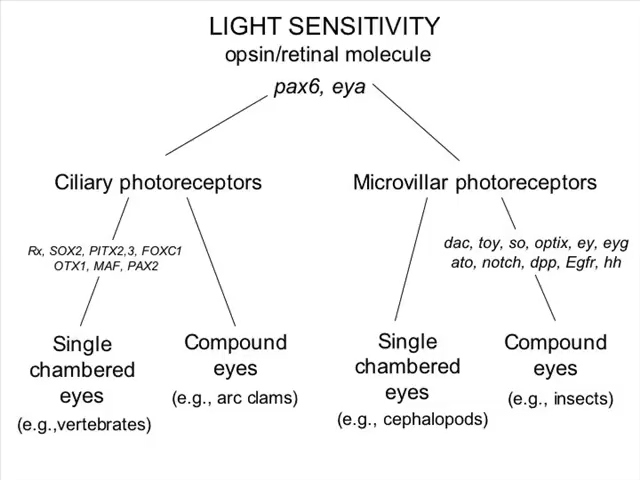 LIGHT SENSITIVITY
opsin/retinal molecule
pax6, eya
Ciliary photoreceptors
Microvillar photoreceptors
Rx, SOX2, PITX2,3, FOXC1
OTX1, MAF, PAX2
dac, toy, so, optix, ey, eyg
ato, notch, dpp, Egfr, hh
Single
chambered
eyes
(e.g.,vertebrates)
Compound
eyes
(e.g., arc clams)
Single
chambered
eyes
(e.g., cephalopods)
Compound
eyes
(e.g., insects)